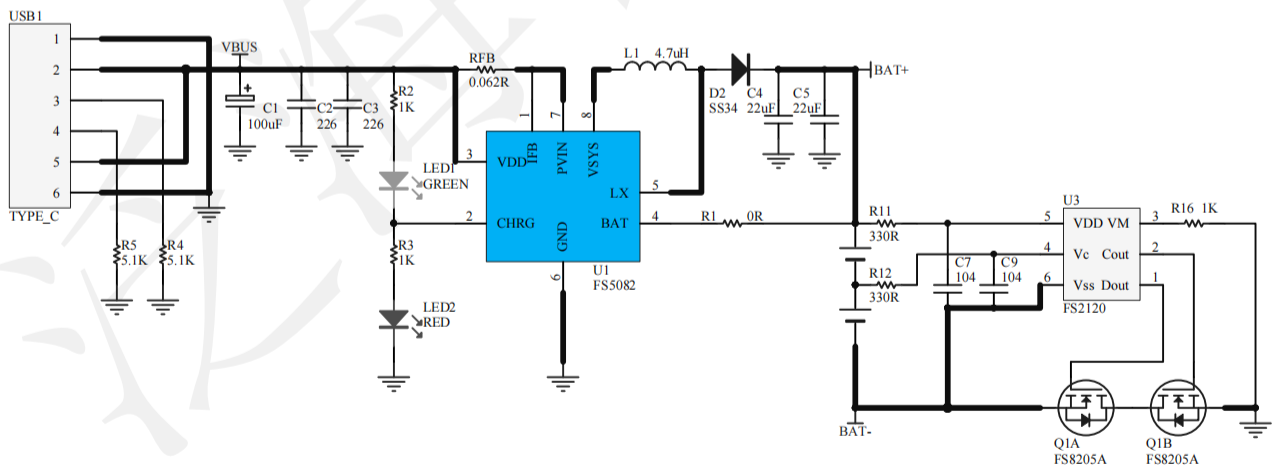 USB1
1
2
3
4
5
6
TYPE_C
VBUS
+
C1
100uF
C2
226
C3
226
R5
5.1K
R4
5.1K
R2
1K
LED1
GREEN
R3
1K
LED2
RED
RFB
0.062R
1
7
8
3
2
6
5
4
VDD
IFB
PVIN
VSYS
LX
CHRG
GND
BAT
U1
FS5082
L1 4.7uH
D2
SS34
C4
22uF
C5
22uF
BAT+
R1 0R
R11
330R
R12
330R
C7
104
C9
104
U3
5 VDD VM 3
4 Vc Cout 2
6 Vss Dout 1
FS2120
R16 1K
BAT-
Q1A
FS8205A
Q1B
FS8205A